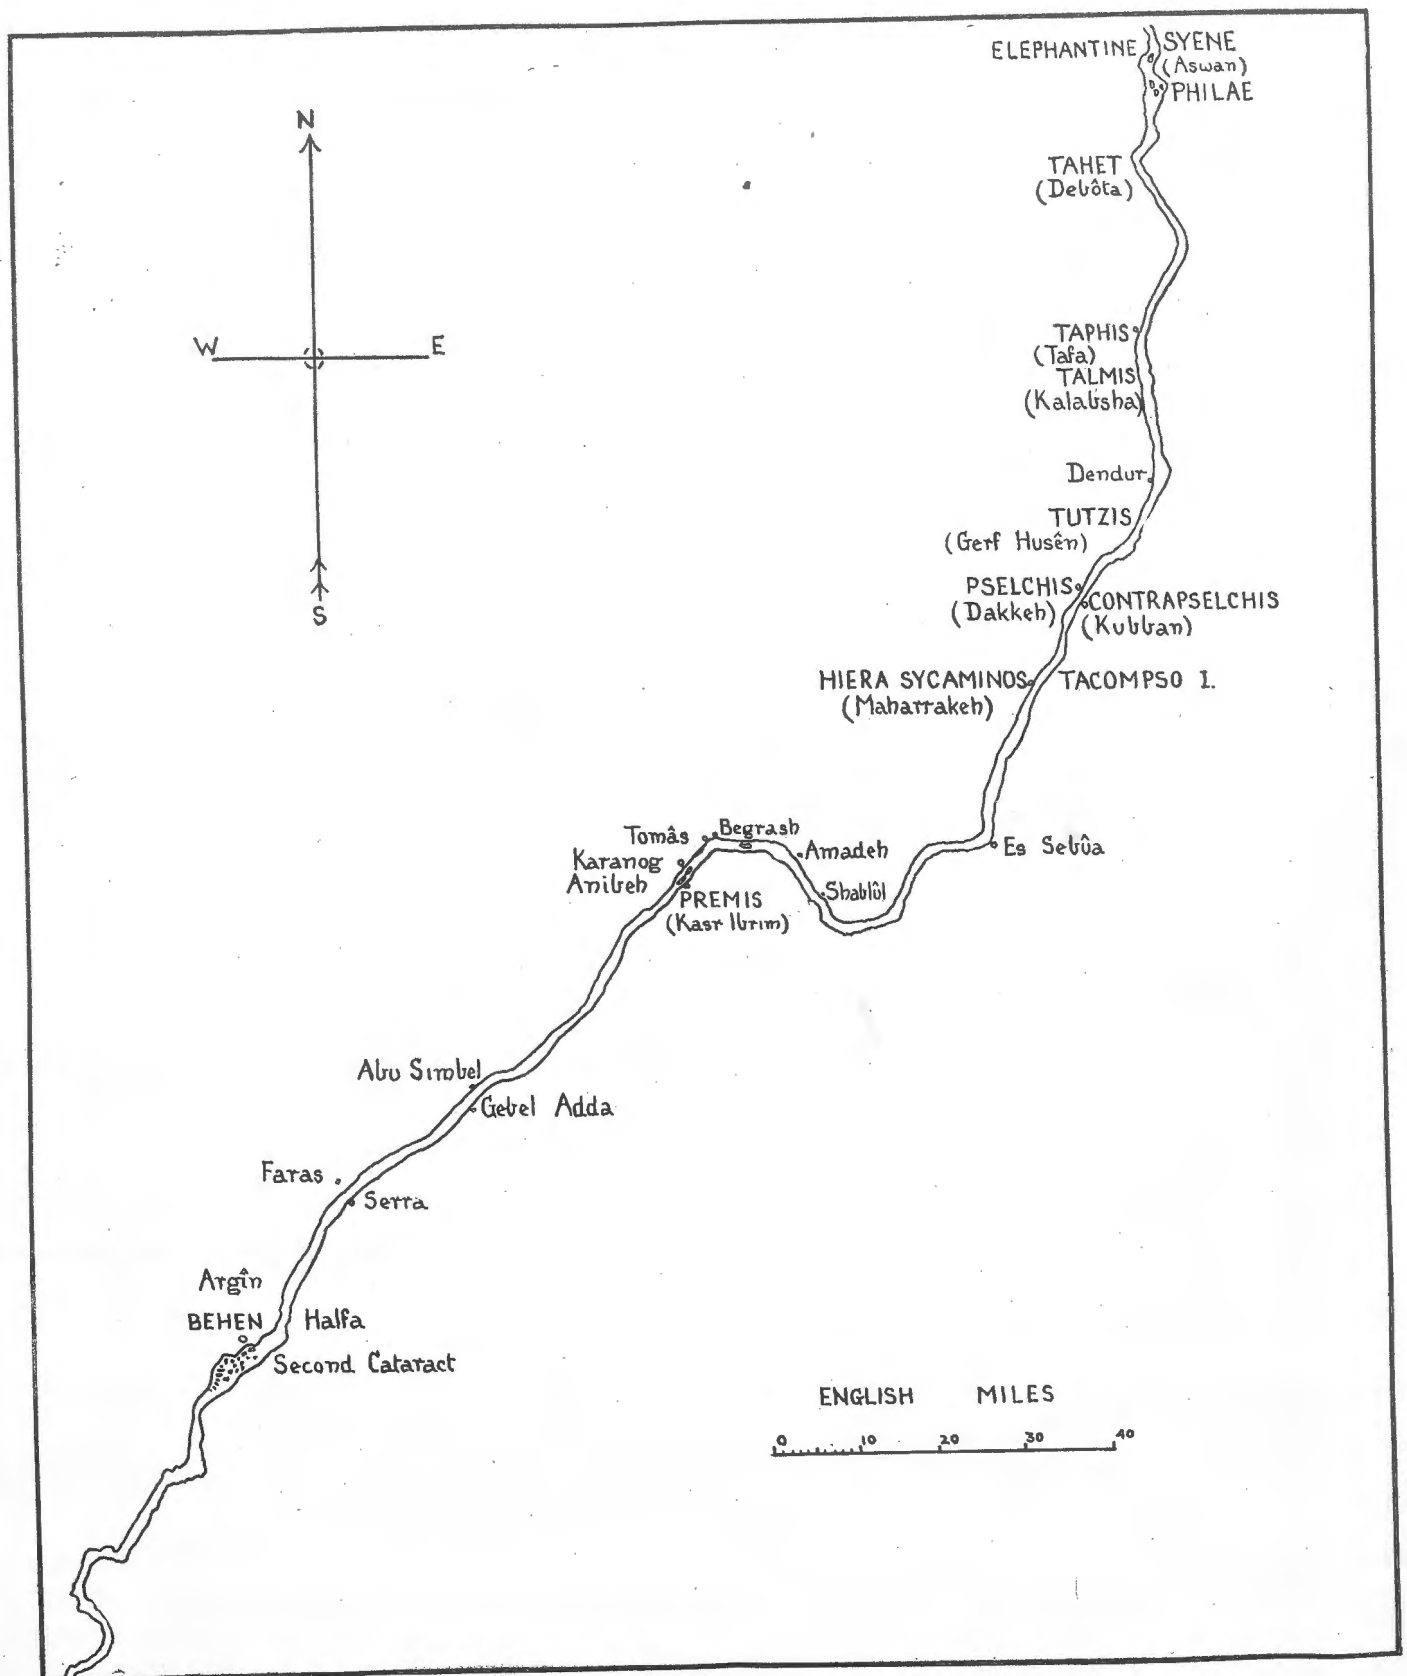 ELEPHANTINE
SYENE
(Aswan)
PHILAE
N
TAHET
(Debôta)
W
E
TAPHIS
(Tafa)
TALMIS
(Kalabsha)
Dendur
TUTZIS
(Gerf Husên)
S
PSELCHIS
(Dakkeh)
CONTRAPSELCHIS
(Kubban)
HIERA SYCAMINOS
(Maharrakeh)
TACOMPSO I.
Tomâs
Begrash
Karanog
Anibeh
Amadeh
Es Sebûa
PREMIS
(Kasr Ibrim)
Shablûl
Abu Simbel
Gebel Adda
Faras
Serra
Argîn
BEHEN
Halfa
Second Cataract
ENGLISH MILES
0 10 20 30 40